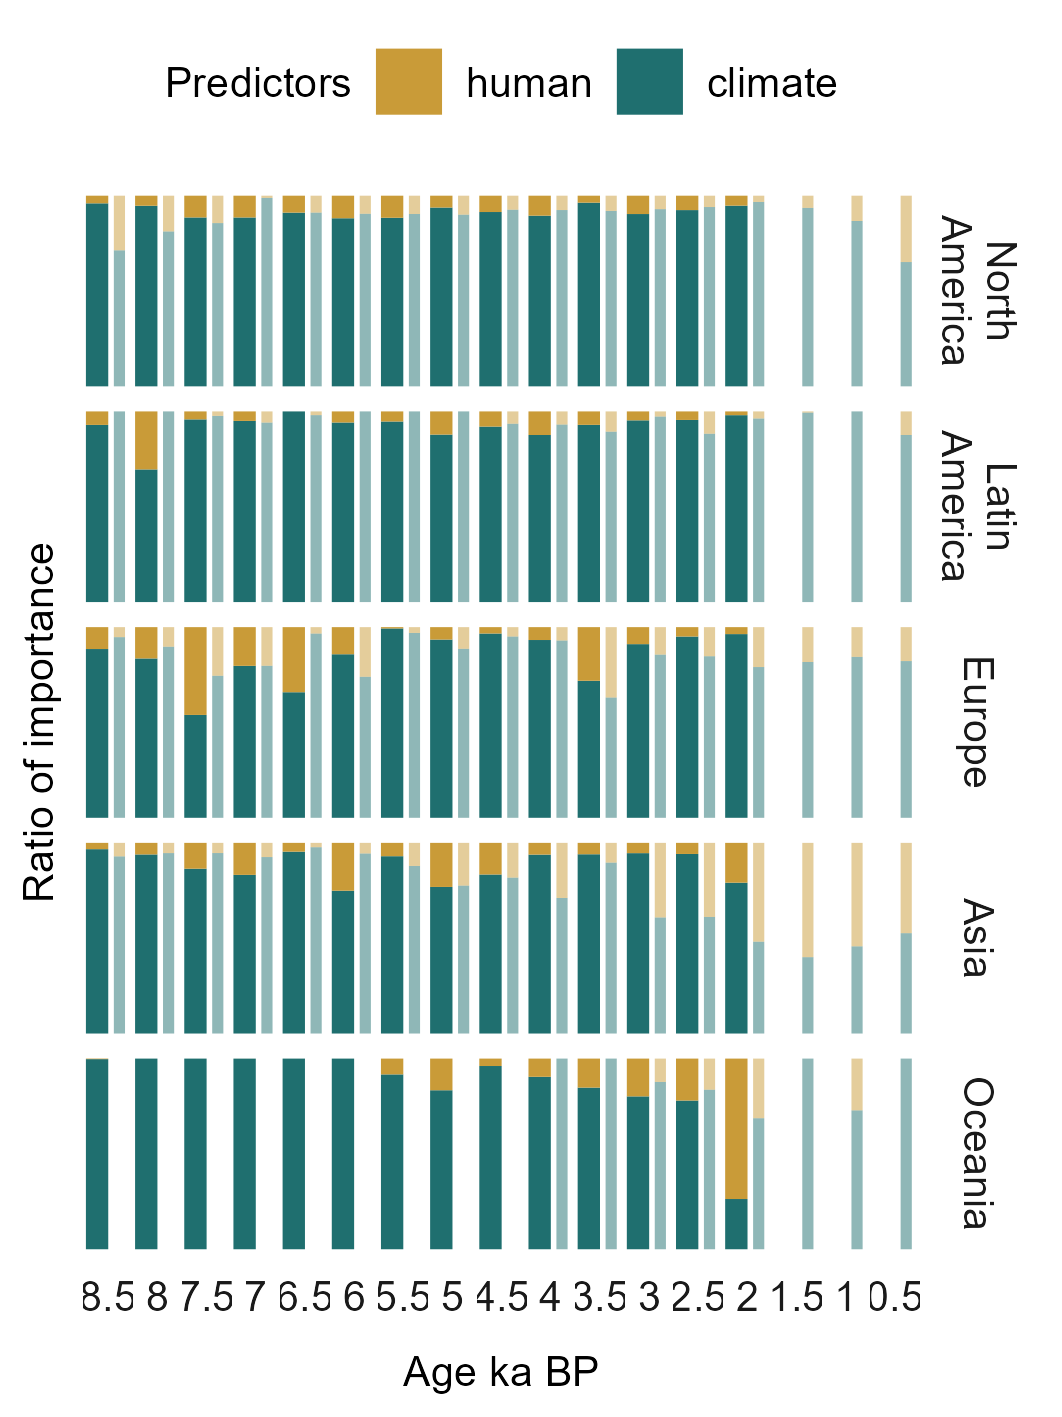 Predictors human climate
North
America
Latin
America
Europe
Asia
Oceania
Ratio of importance
8.5 8 7.5 7 6.5 6 5.5 5 4.5 4 3.5 3 2.5 2 1.5 1 0.5
Age ka BP